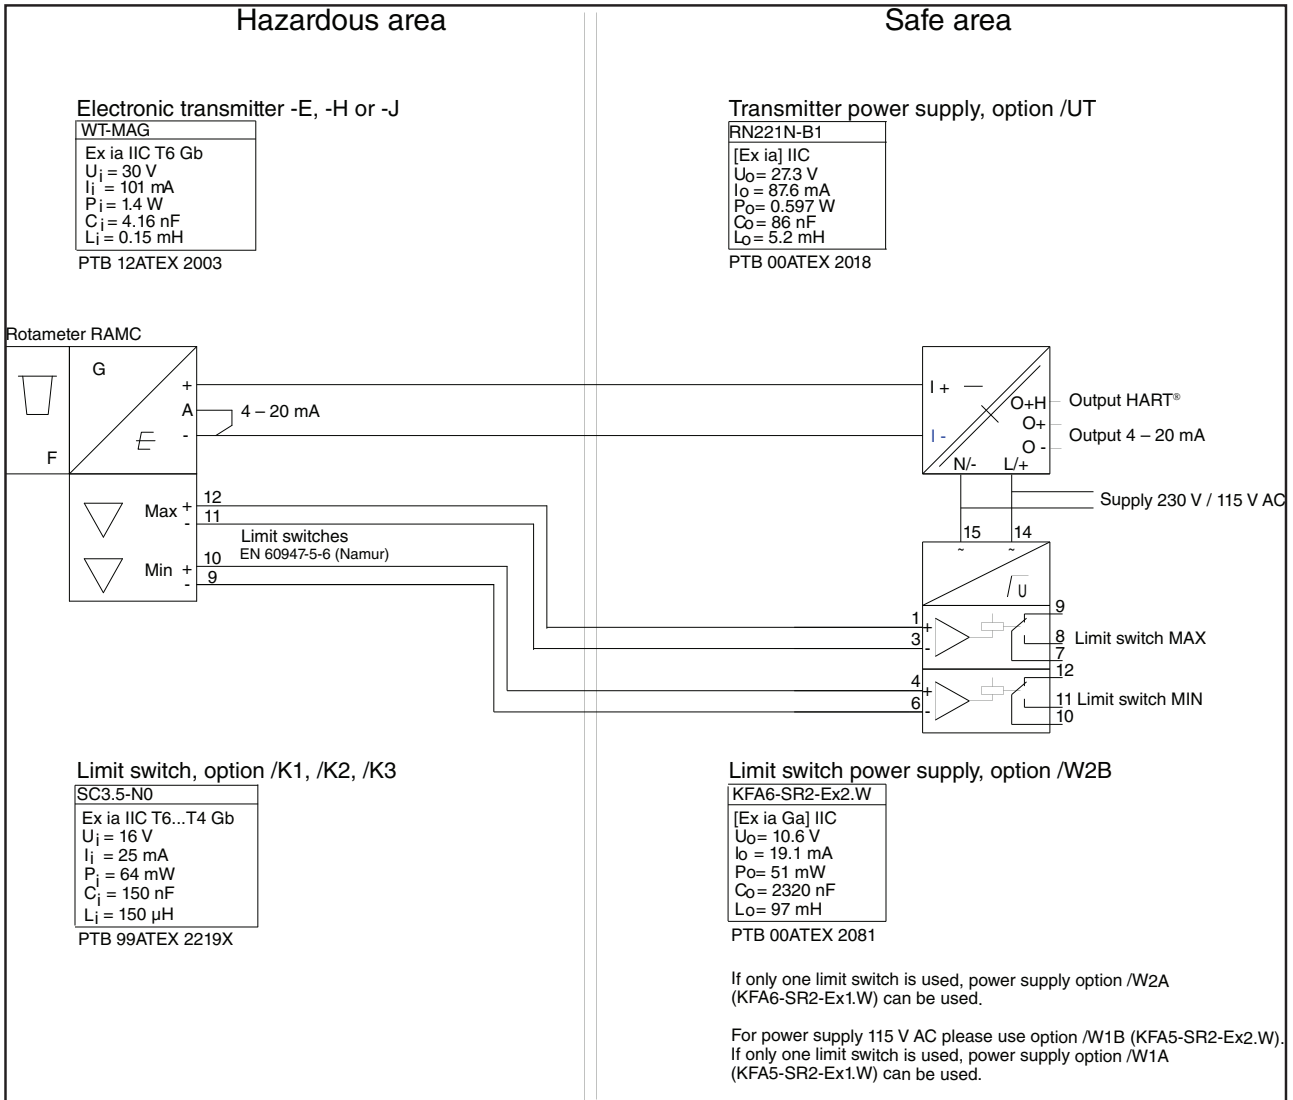 Hazardous area
Safe area
Electronic transmitter -E, -H or -J
WT-MAG
Ex ia IIC T6 Gb
Ui = 30 V
Ii = 101 mA
Pi = 1.4 W
Ci = 4.16 nF
Li = 0.15 mH
PTB 12ATEX 2003
Transmitter power supply, option /UT
RN221N-B1
[Ex ia] IIC
Uo= 27.3 V
Io = 87.6 mA
Po= 0.597 W
Co= 86 nF
Lo= 5.2 mH
PTB 00ATEX 2018
Rotameter RAMC
G
F
E
+
A
-
4 – 20 mA
I +
I -
O+H
O+
O -
N/-
L/+
Output HART®
Output 4 – 20 mA
Supply 230 V / 115 V AC
Max +
-
12
11
Min +
-
10
9
Limit switches
EN 60947-5-6 (Namur)
15
14
~
~
U
1
+
3
-
9
8
7
Limit switch MAX
4
+
6
-
12
11
10
Limit switch MIN
Limit switch, option /K1, /K2, /K3
SC3.5-N0
Ex ia IIC T6...T4 Gb
Ui = 16 V
Ii = 25 mA
Pi = 64 mW
Ci = 150 nF
Li = 150 µH
PTB 99ATEX 2219X
Limit switch power supply, option /W2B
KFA6-SR2-Ex2.W
[Ex ia Ga] IIC
Uo= 10.6 V
Io = 19.1 mA
Po= 51 mW
Co= 2320 nF
Lo= 97 mH
PTB 00ATEX 2081
If only one limit switch is used, power supply option /W2A
(KFA6-SR2-Ex1.W) can be used.
For power supply 115 V AC please use option /W1B (KFA5-SR2-Ex2.W).
If only one limit switch is used, power supply option /W1A
(KFA5-SR2-Ex1.W) can be used.